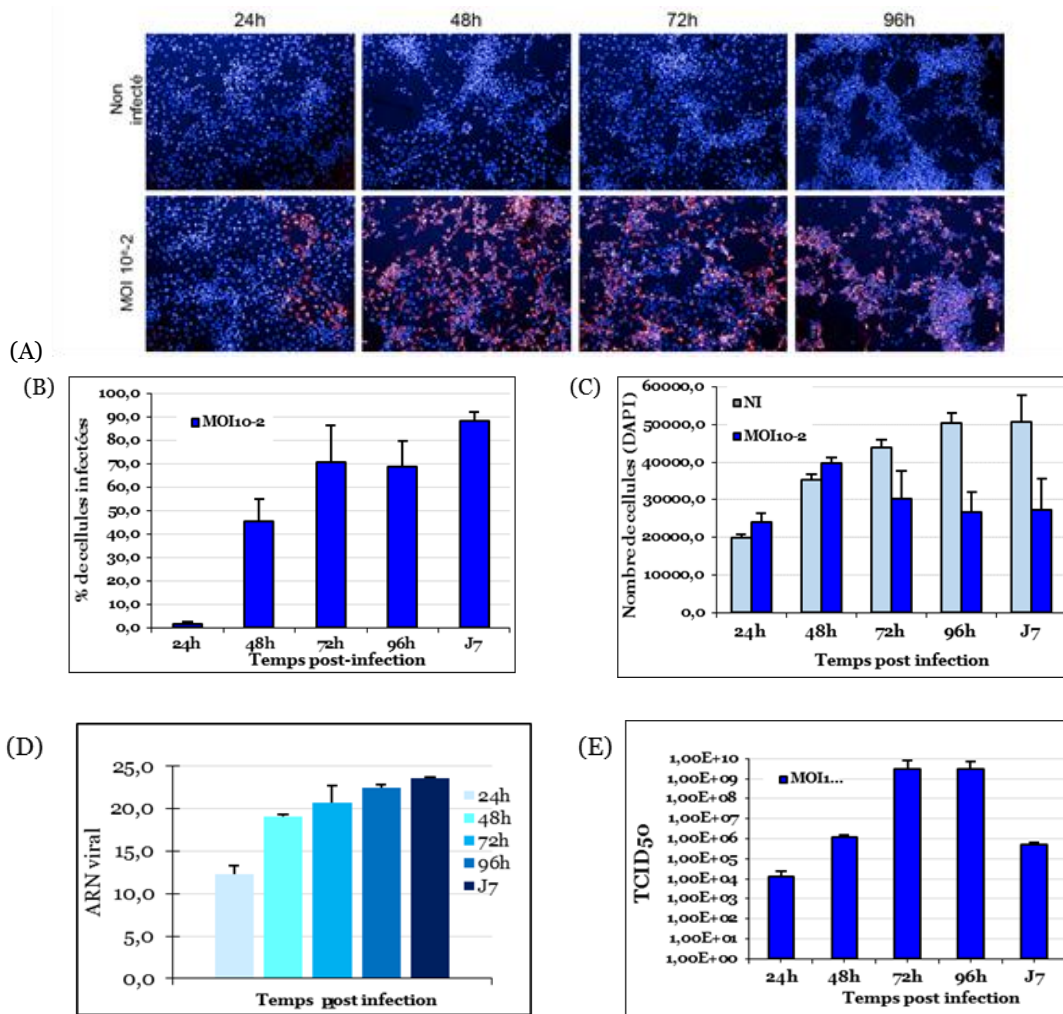 24h 48h 72h 96h
Non
infecté
MOI 10^-2
(A)
(B)
100,0
90,0
80,0
70,0
60,0
50,0
40,0
30,0
20,0
10,0
0,0
% de cellules infectées
MOI10-2
24h 48h 72h 96h J7
Temps post-infection
(C)
60000,0
50000,0
40000,0
30000,0
20000,0
10000,0
0,0
Nombre de cellules (DAPI)
NI
MOI10-2
24h 48h 72h 96h J7
Temps post infection
(D)
25,0
20,0
15,0
10,0
5,0
0,0
ARN viral
24h
48h
72h
96h
J7
Temps post infection
(E)
1,00E+10
1,00E+09
1,00E+08
1,00E+07
1,00E+06
1,00E+05
1,00E+04
1,00E+03
1,00E+02
1,00E+01
1,00E+00
TCID50
MOI1...
24h 48h 72h 96h J7
Temps post infection